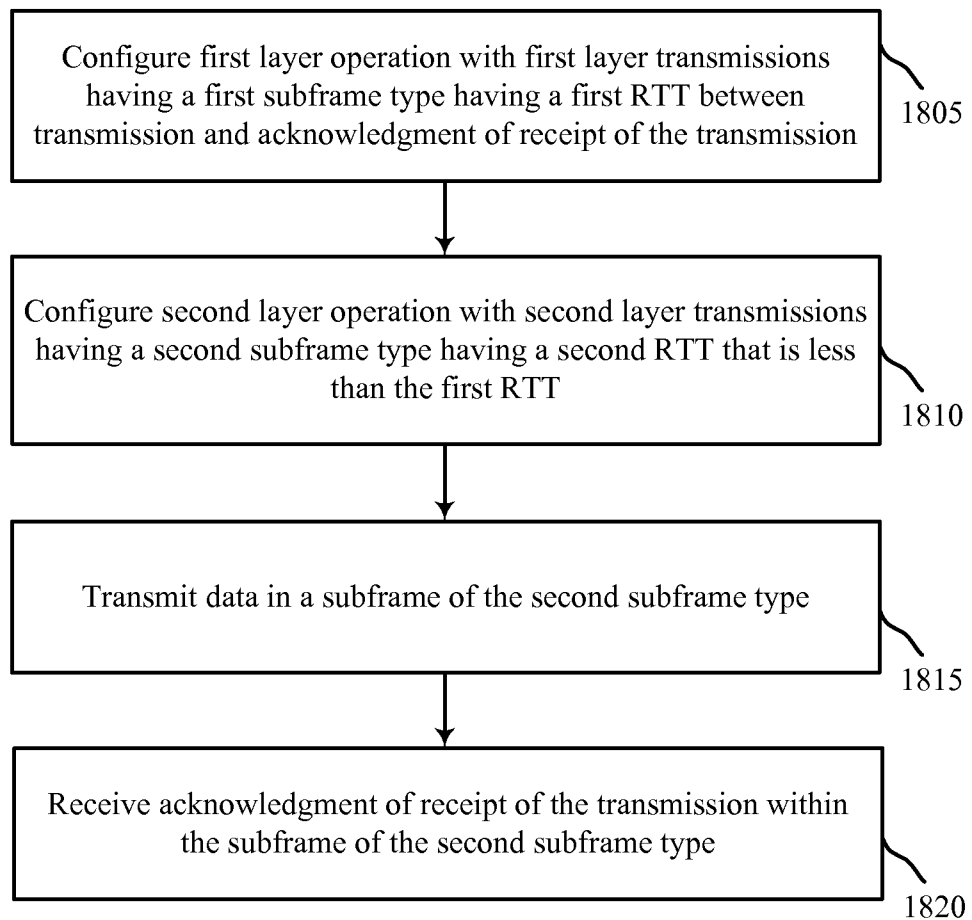 Configure first layer operation with first layer transmissions
having a first subframe type having a first RTT between
transmission and acknowledgment of receipt of the transmission
1805
Configure second layer operation with second layer transmissions
having a second subframe type having a second RTT that is less
than the first RTT
1810
Transmit data in a subframe of the second subframe type
1815
Receive acknowledgment of receipt of the transmission within
the subframe of the second subframe type
1820